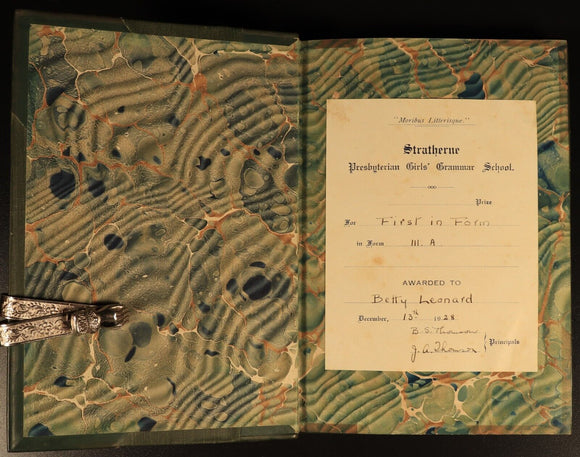 "Moribus Litterisque."
Stratherne
Presbyterian Girls' Grammar School.
Prize
For First in Form
in Form III. A
AWARDED TO
Betty Leonard
December, 13th 1928
B. S. Thomson
J. A. Thomson
Principals